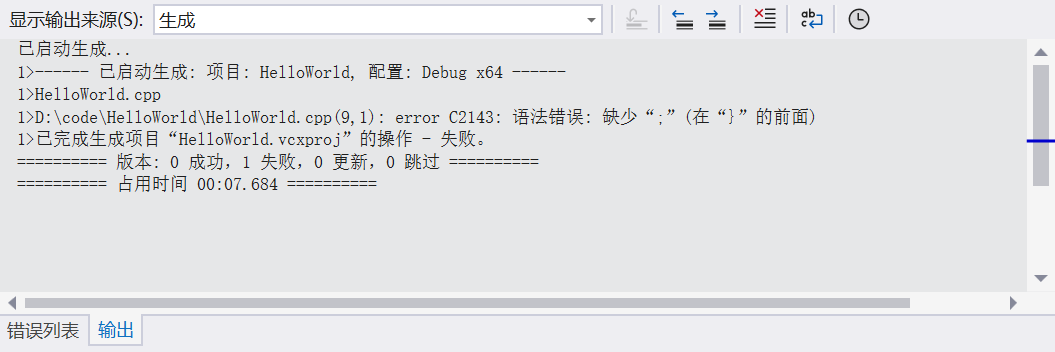 显示输出来源(S): 生成
已启动生成...
1>------ 已启动生成: 项目: HelloWorld, 配置: Debug x64 ------
1>HelloWorld.cpp
1>D:\code\HelloWorld\HelloWorld.cpp(9,1): error C2143: 语法错误: 缺少“;”(在“}”的前面)
1>已完成生成项目“HelloWorld.vcxproj”的操作 - 失败。
========== 版本: 0 成功，1 失败，0 更新，0 跳过 ==========
========== 占用时间 00:07.684 ==========
错误列表 输出